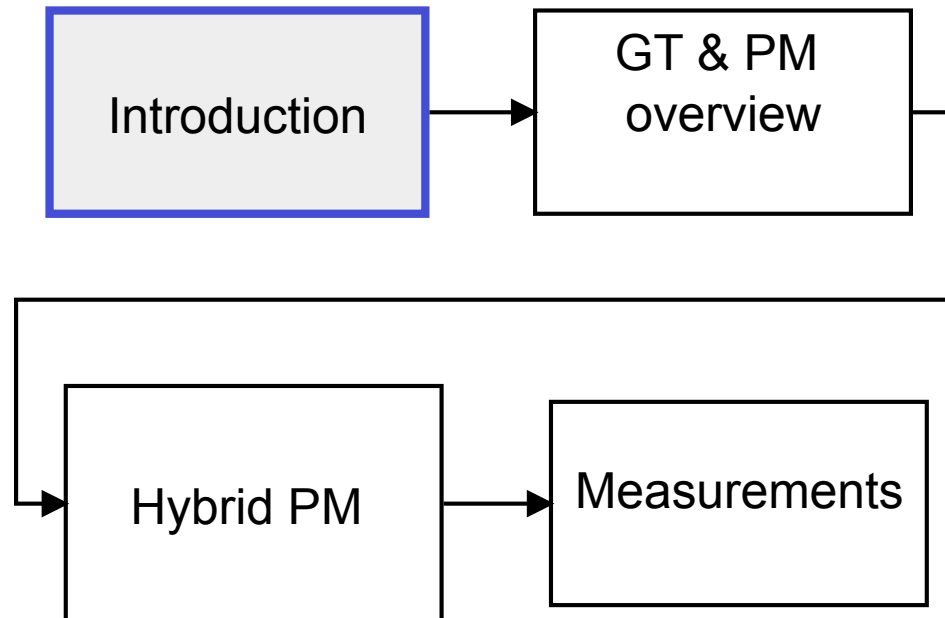 Introduction
GT & PM
overview
Hybrid PM
Measurements